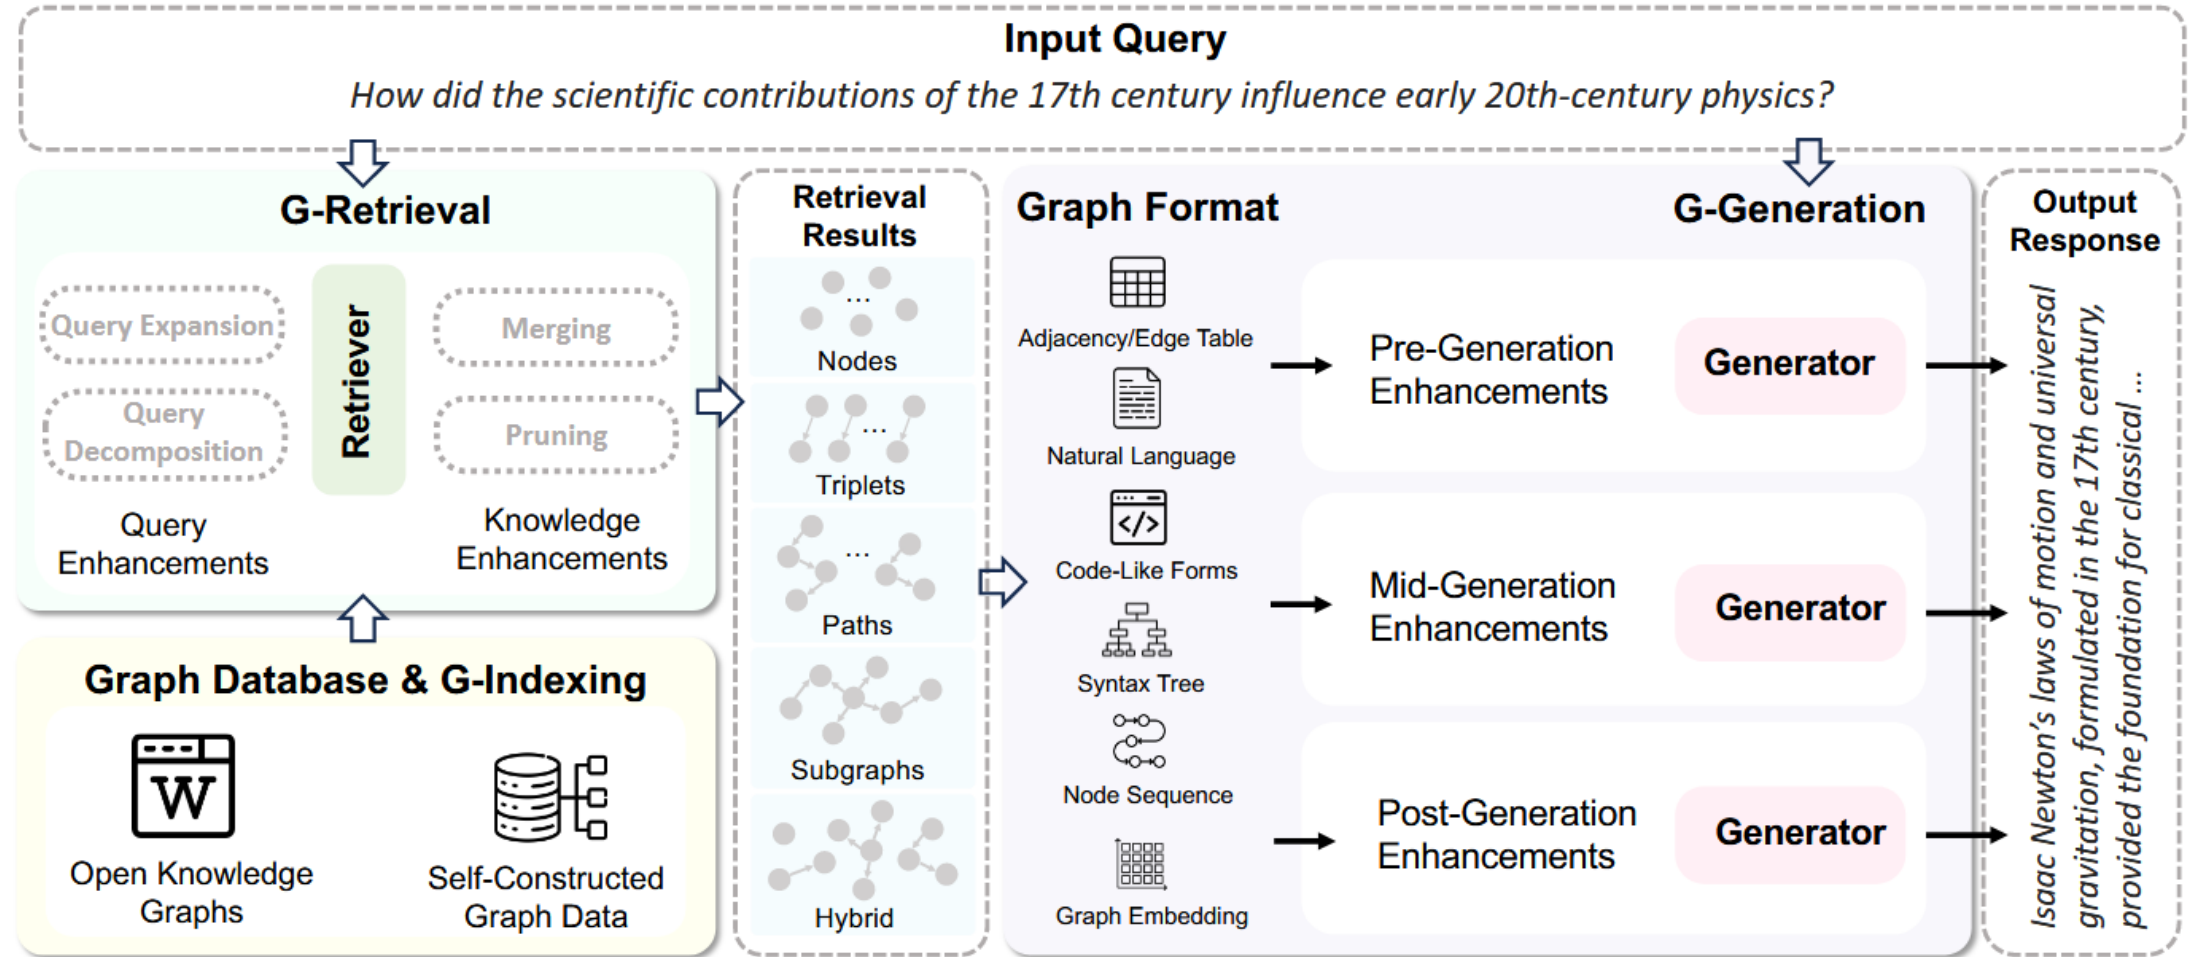 Input Query
How did the scientific contributions of the 17th century influence early 20th-century physics?
G-Retrieval
Query Expansion
Query
Decomposition
Query
Enhancements
Retriever
Merging
Pruning
Knowledge
Enhancements
Graph Database & G-Indexing
W
Open Knowledge
Graphs
Self-Constructed
Graph Data
Retrieval
Results
...
Nodes
...
Triplets
...
Paths
Subgraphs
Hybrid
Graph Format
Adjacency/Edge Table
Natural Language
</>
Code-Like Forms
Syntax Tree
Node Sequence
Graph Embedding
G-Generation
Pre-Generation
Enhancements
Generator
Mid-Generation
Enhancements
Generator
Post-Generation
Enhancements
Generator
Output
Response
Isaac Newton's laws of motion and universal
gravitation, formulated in the 17th century,
provided the foundation for classical ...